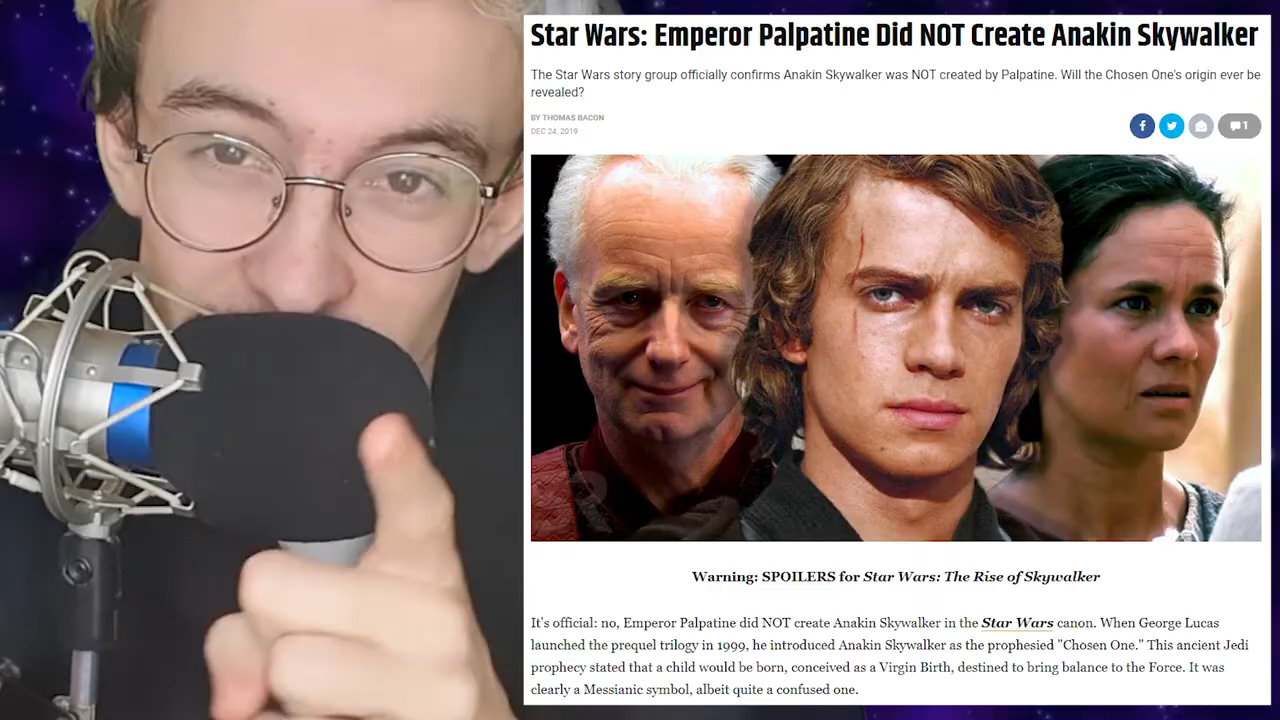 Star Wars: Emperor Palpatine Did NOT Create Anakin Skywalker
The Star Wars story group officially confirms Anakin Skywalker was NOT created by Palpatine. Will the Chosen One's origin ever be
revealed?
BY THOMAS BACON
DEC 24, 2019
1
Warning: SPOILERS for Star Wars: The Rise of Skywalker
It's official: no, Emperor Palpatine did NOT create Anakin Skywalker in the Star Wars canon. When George Lucas
launched the prequel trilogy in 1999, he introduced Anakin Skywalker as the prophesied "Chosen One." This ancient Jedi
prophecy stated that a child would be born, conceived as a Virgin Birth, destined to bring balance to the Force. It was
clearly a Messianic symbol, albeit quite a confused one.